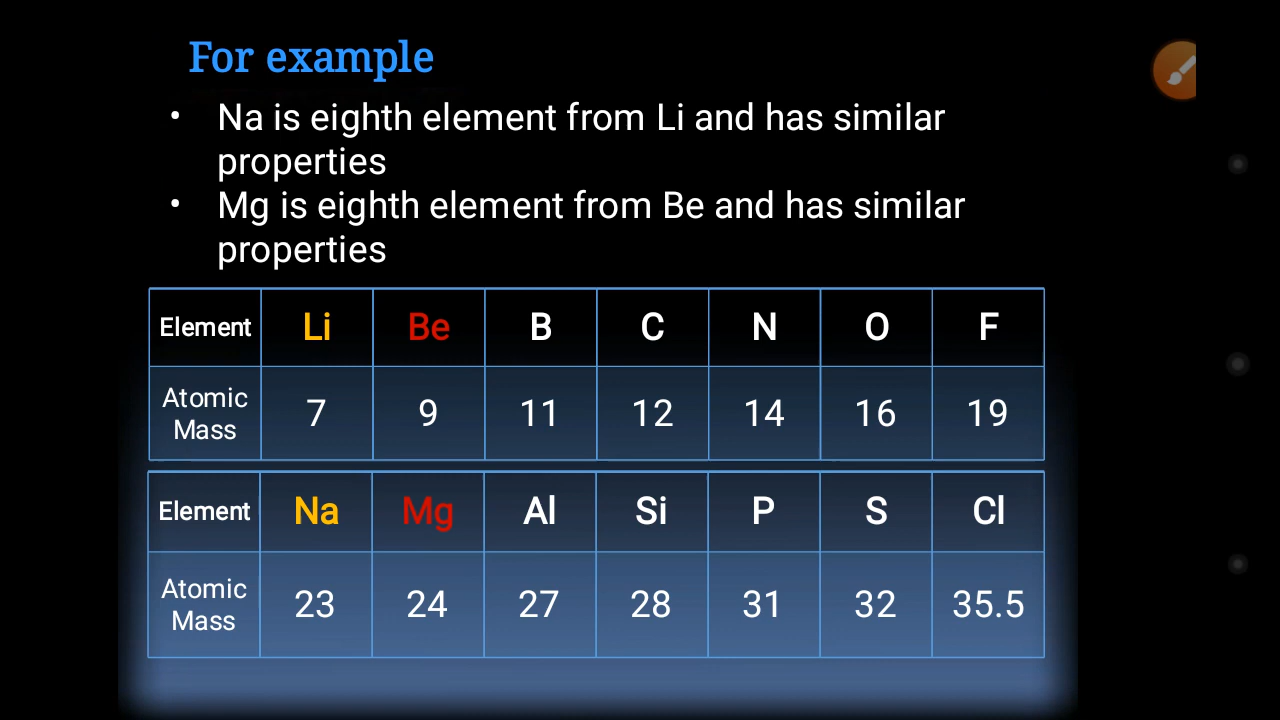 For example
• Na is eighth element from Li and has similar
properties
• Mg is eighth element from Be and has similar
properties
Element Li Be B C N O F
Atomic
Mass 7 9 11 12 14 16 19
Element Na Mg Al Si P S Cl
Atomic
Mass 23 24 27 28 31 32 35.5